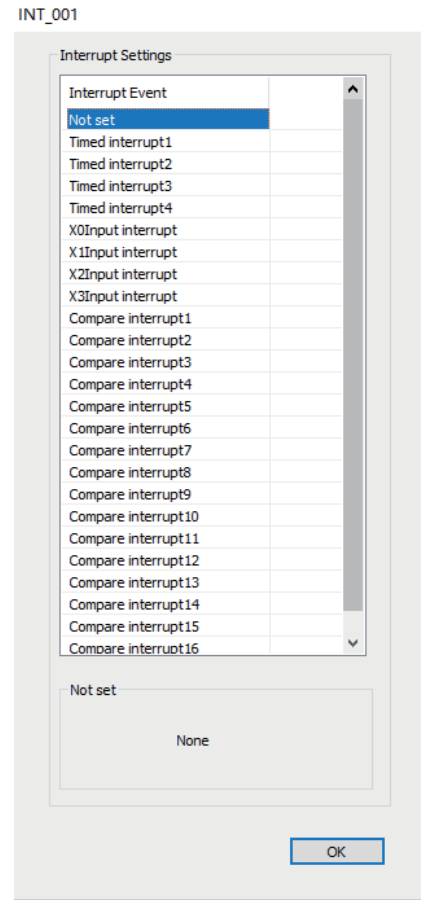 INT_001
Interrupt Settings
Interrupt Event
Not set
Timed interrupt1
Timed interrupt2
Timed interrupt3
Timed interrupt4
X0Input interrupt
X1Input interrupt
X2Input interrupt
X3Input interrupt
Compare interrupt1
Compare interrupt2
Compare interrupt3
Compare interrupt4
Compare interrupt5
Compare interrupt6
Compare interrupt7
Compare interrupt8
Compare interrupt9
Compare interrupt10
Compare interrupt11
Compare interrupt12
Compare interrupt13
Compare interrupt14
Compare interrupt15
Compare interrupt16
Not set
None
OK